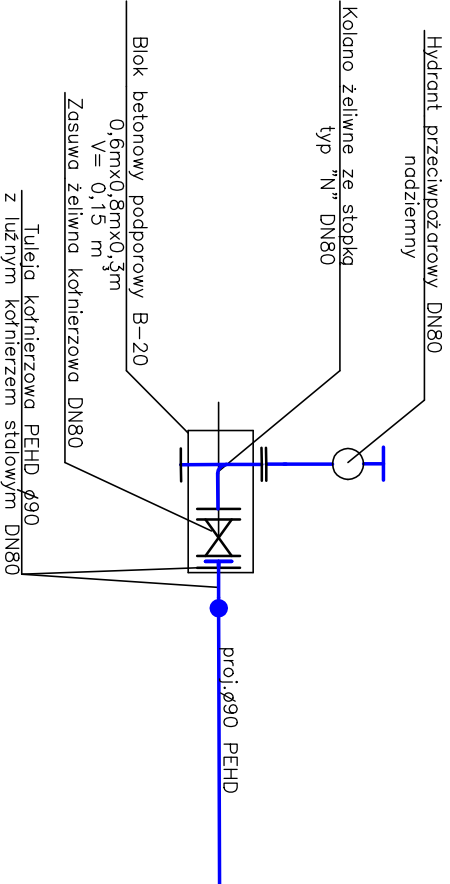 Hydrant przeciwpożarowy DN80
nadziemny
Kolano żeliwne ze stopką
typ "N" DN80
Blok betonowy podporowy B-20
0,6mx0,8mx0,3m
V= 0,15 m³
Zasuwa żeliwna kołnierzowa DN80
Tuleja kołnierzowa PEHD ø90
z luźnym kołnierzem stalowym DN80
proj.ø90 PEHD